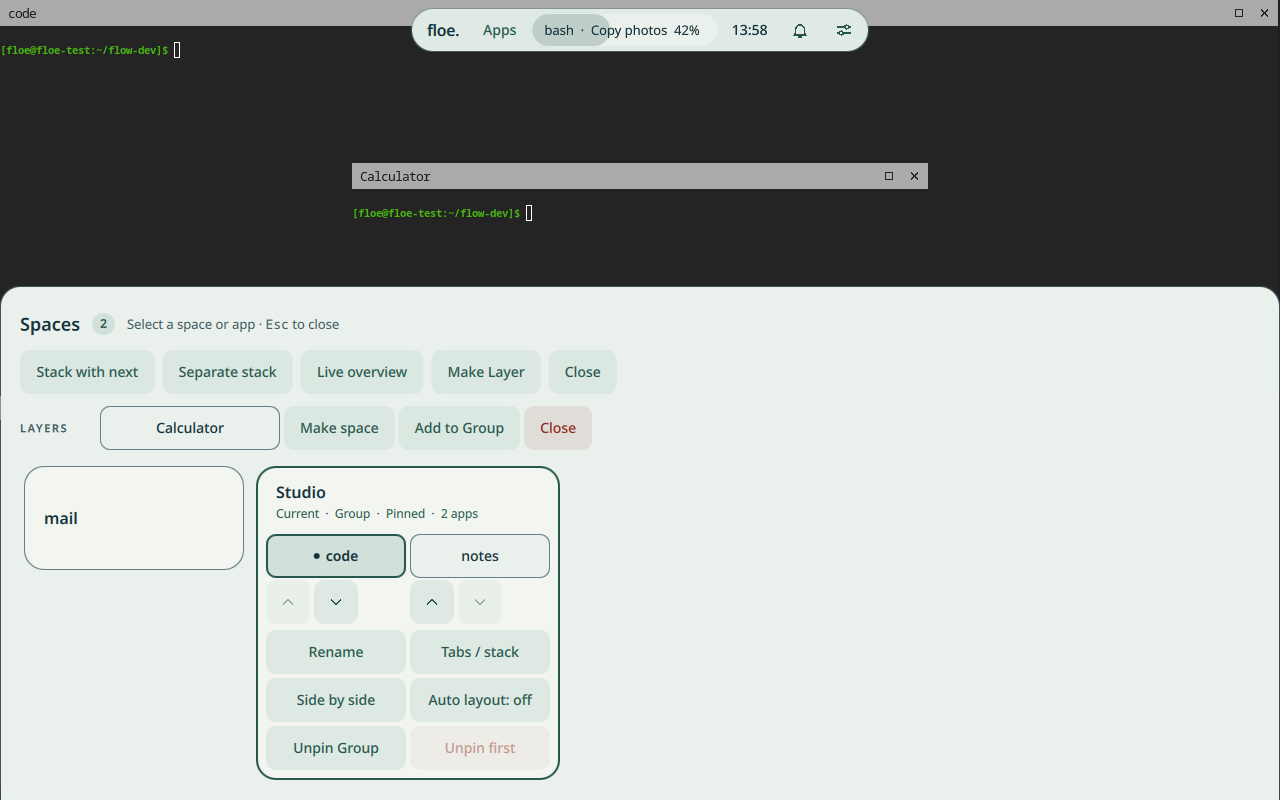 code
floe. Apps bash · Copy photos 42% 13:58
[floe@floe-test:~/flow-dev]$
Calculator
[floe@floe-test:~/flow-dev]$
Spaces 2 Select a space or app · Esc to close
Stack with next Separate stack Live overview Make Layer Close
LAYERS Calculator Make space Add to Group Close
mail
Studio
Current · Group · Pinned · 2 apps
• code notes
Rename Tabs / stack
Side by side Auto layout: off
Unpin Group Unpin first